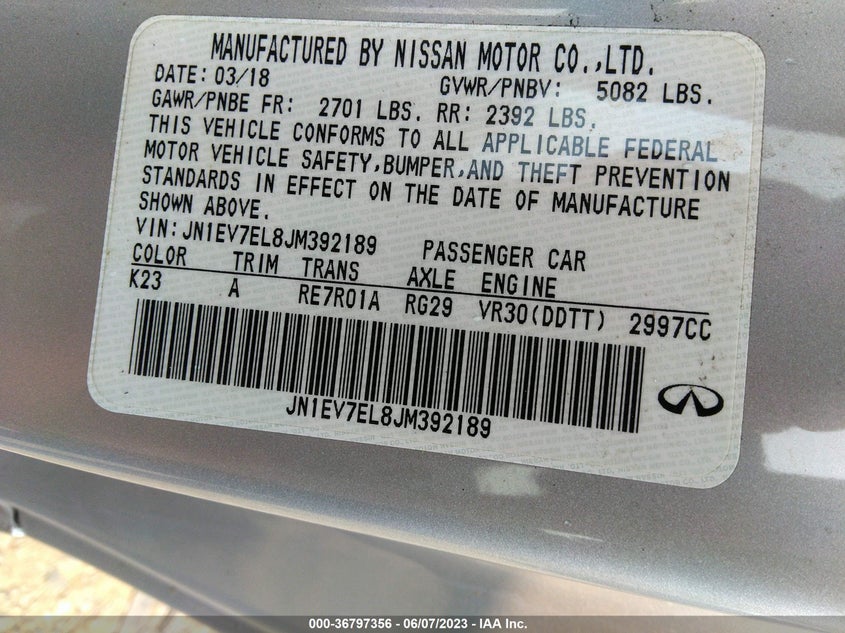 MANUFACTURED BY NISSAN MOTOR CO.,LTD.
DATE: 03/18 GVWR/PNBV: 5082 LBS.
GAWR/PNBE FR: 2701 LBS. RR: 2392 LBS.
THIS VEHICLE CONFORMS TO ALL APPLICABLE FEDERAL
MOTOR VEHICLE SAFETY,BUMPER,AND THEFT PREVENTION
STANDARDS IN EFFECT ON THE DATE OF MANUFACTURE
SHOWN ABOVE.
VIN:JN1EV7EL8JM392189 PASSENGER CAR
COLOR TRIM TRANS AXLE ENGINE
K23 A RE7R01A RG29 VR30(DDTT) 2997CC
JN1EV7EL8JM392189
000-36797356 - 06/07/2023 - IAA Inc.